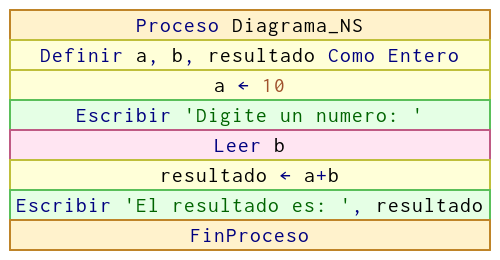 Proceso Diagrama_NS
Definir a, b, resultado Como Entero
a ← 10
Escribir 'Digite un numero: '
Leer b
resultado ← a+b
Escribir 'El resultado es: ', resultado
FinProceso